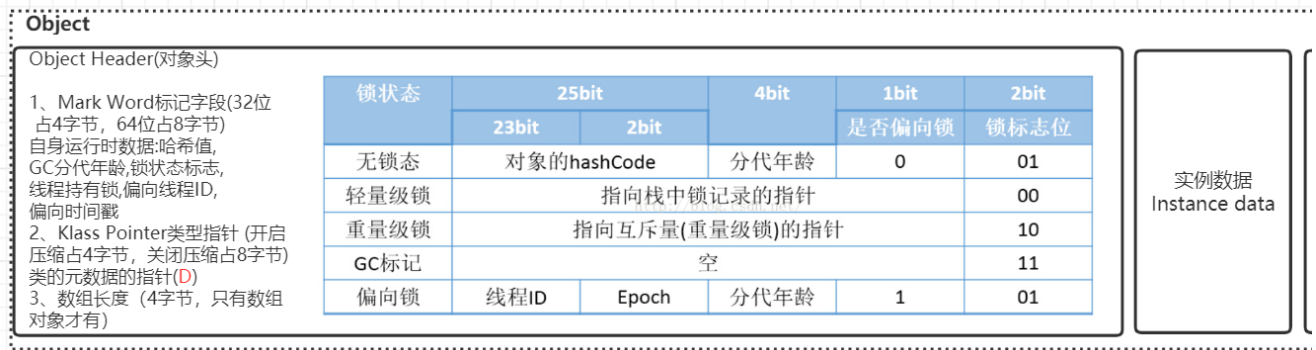 Object
Object Header(对象头)
1、Mark Word标记字段(32位
占4字节，64位占8字节)
自身运行时数据:哈希值,
GC分代年龄,锁状态标志,
线程持有锁,偏向线程ID,
偏向时间戳
2、Klass Pointer类型指针 (开启
压缩占4字节，关闭压缩占8字节)
类的元数据的指针(D)
3、数组长度（4字节，只有数组
对象才有）
锁状态 25bit 4bit 1bit 2bit
23bit 2bit 是否偏向锁 锁标志位
无锁态 对象的hashCode 分代年龄 0 01
轻量级锁 指向栈中锁记录的指针 00
重量级锁 指向互斥量(重量级锁)的指针 10
GC标记 空 11
偏向锁 线程ID Epoch 分代年龄 1 01
实例数据
Instance data